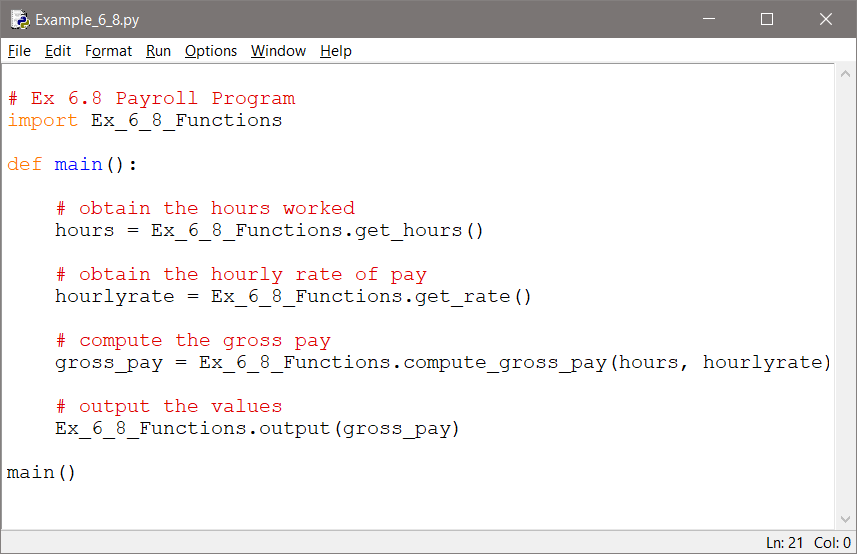 Example_6_8.py
File Edit Format Run Options Window Help
# Ex 6.8 Payroll Program
import Ex_6_8_Functions
def main():
# obtain the hours worked
hours = Ex_6_8_Functions.get_hours()
# obtain the hourly rate of pay
hourlyrate = Ex_6_8_Functions.get_rate()
# compute the gross pay
gross_pay = Ex_6_8_Functions.compute_gross_pay(hours, hourlyrate)
# output the values
Ex_6_8_Functions.output(gross_pay)
main()
Ln: 21 Col: 0